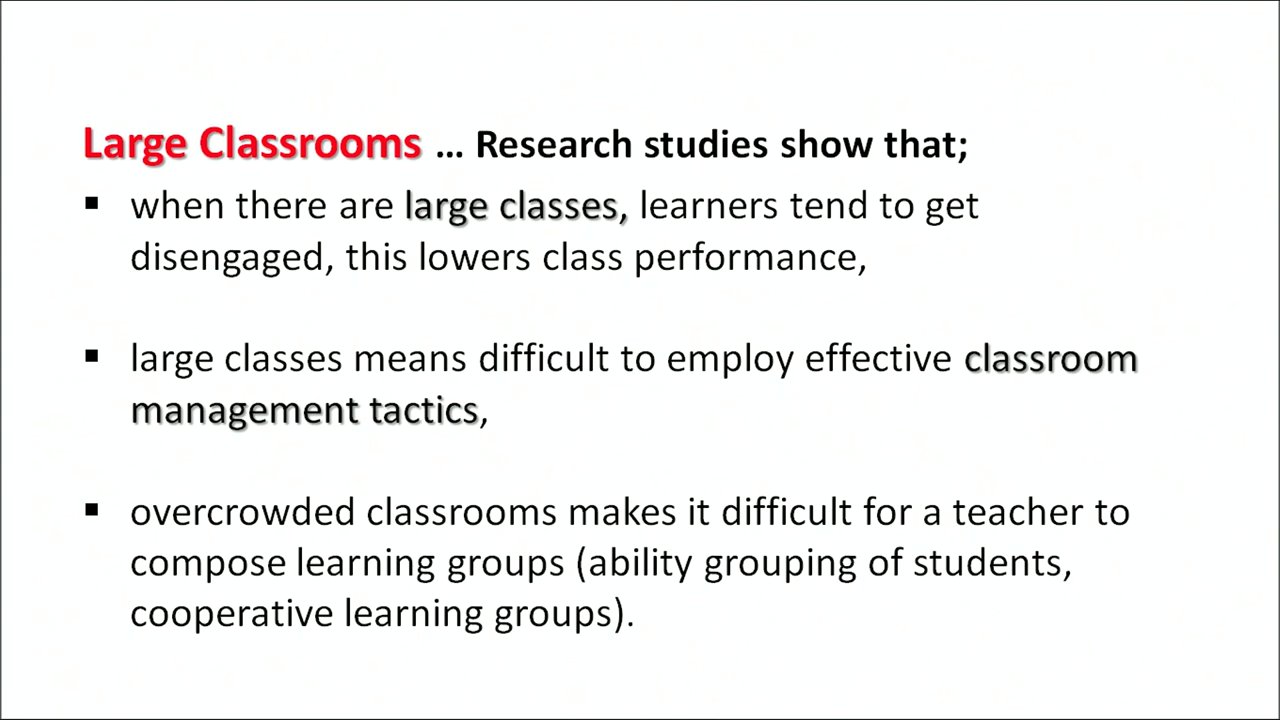 Large Classrooms ... Research studies show that;
▪ when there are large classes, learners tend to get
disengaged, this lowers class performance,
▪ large classes means difficult to employ effective classroom
management tactics,
▪ overcrowded classrooms makes it difficult for a teacher to
compose learning groups (ability grouping of students,
cooperative learning groups).